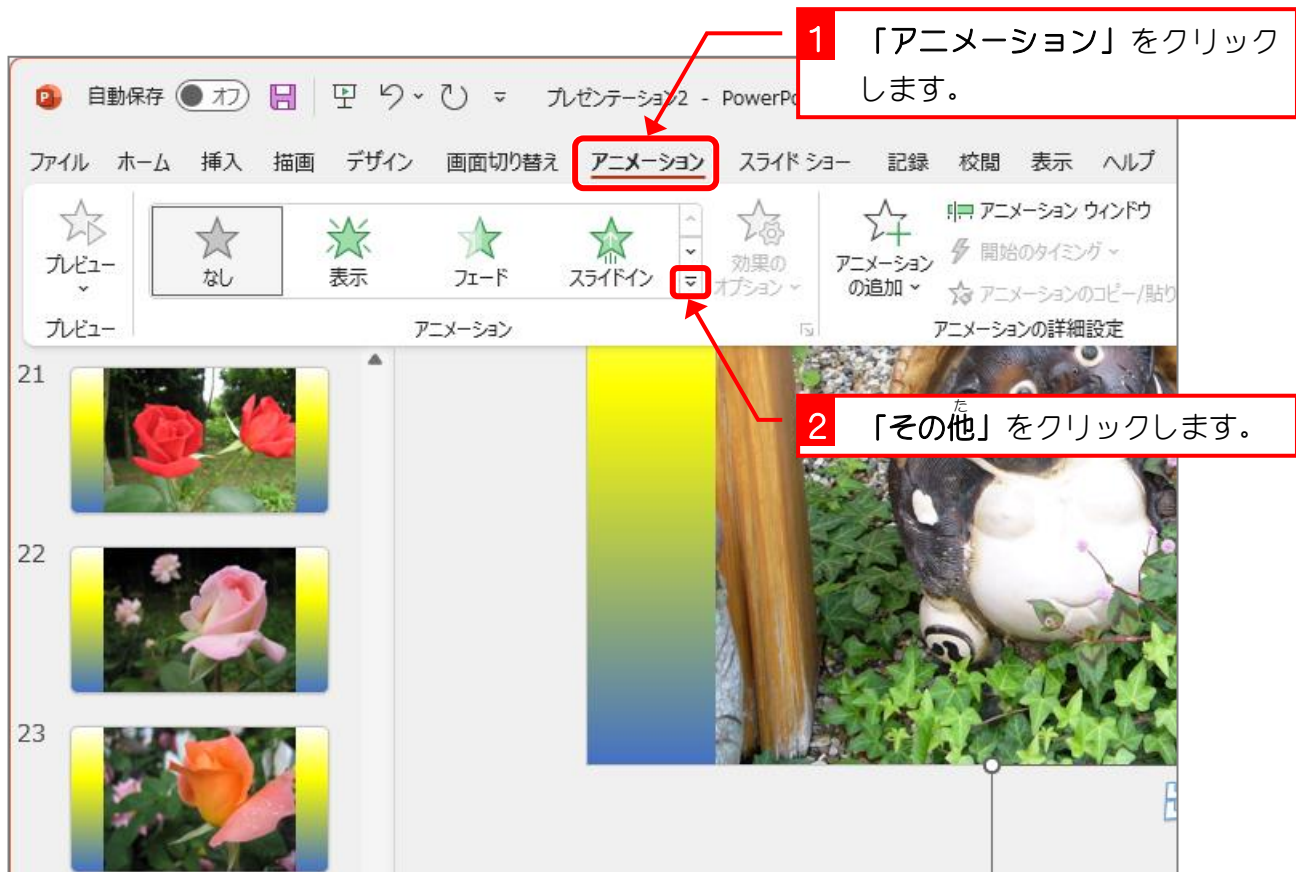 1 「アニメーション」をクリック
します。
自動保存 オフ プレゼンテーション2 - PowerPo
ファイル ホーム 挿入 描画 デザイン 画面切り替え アニメーション スライド ショー 記録 校閲 表示 ヘルプ
プレビュー
なし
表示
フェード
スライドイン
効果の
オプション
アニメーション
の追加
アニメーション ウィンドウ
開始のタイミング
アニメーションのコピー/貼り
プレビュー
アニメーション
アニメーションの詳細設定
21
た
2 「その他」をクリックします。
22
23